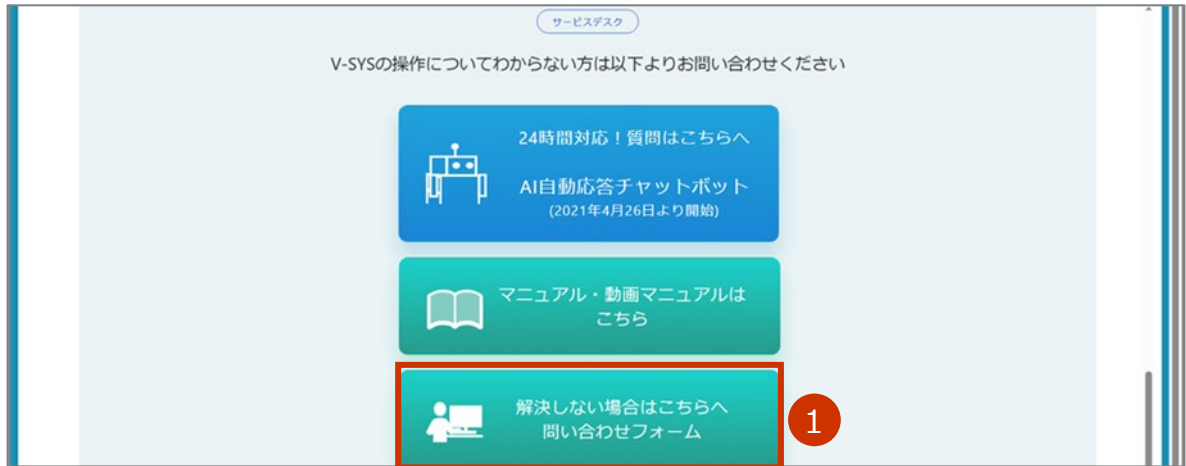 サービスデスク
V-SYSの操作についてわからない方は以下よりお問い合わせください
24時間対応！質問はこちらへ
AI自動応答チャットボット
(2021年4月26日より開始)
マニュアル・動画マニュアルは
こちら
解決しない場合はこちらへ
問い合わせフォーム
1